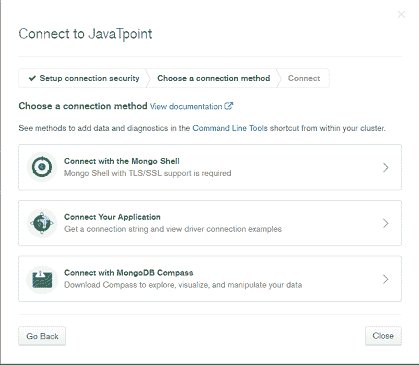 Connect to JavaTpoint
✔ Setup connection security
Choose a connection method
Connect
Choose a connection method View documentation
See methods to add data and diagnostics in the Command Line Tools shortcut from within your cluster.
Connect with the Mongo Shell
Mongo Shell with TLS/SSL support is required
Connect Your Application
Get a connection string and view driver connection examples
Connect with MongoDB Compass
Download Compass to explore, visualize, and manipulate your data
Go Back
Close